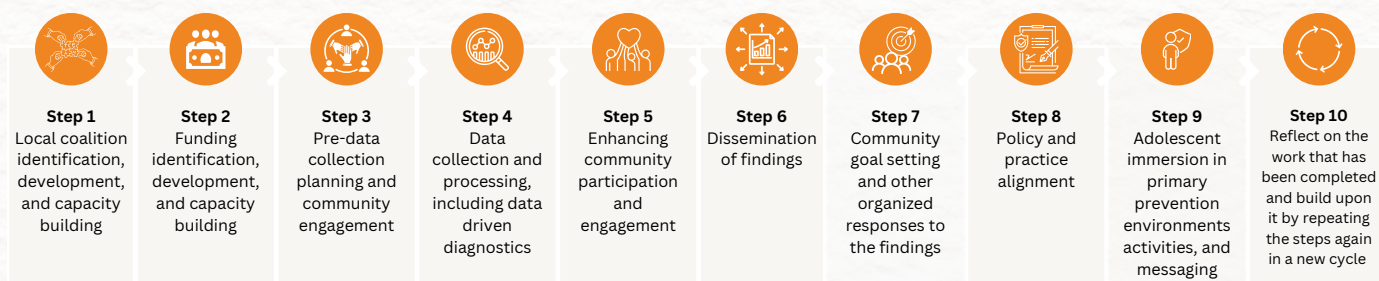 Step 1
Local coalition
identification,
development,
and capacity
building
Step 2
Funding
identification,
development,
and capacity
building
Step 3
Pre-data
collection
planning and
community
engagement
Step 4
Data
collection and
processing,
including data
driven
diagnostics
Step 5
Enhancing
community
participation
and
engagement
Step 6
Dissemination
of findings
Step 7
Community
goal setting
and other
organized
responses to
the findings
Step 8
Policy and
practice
alignment
Step 9
Adolescent
immersion in
primary
prevention
environments
activities, and
messaging
Step 10
Reflect on the
work that has
been completed
and build upon
it by repeating
the steps again
in a new cycle